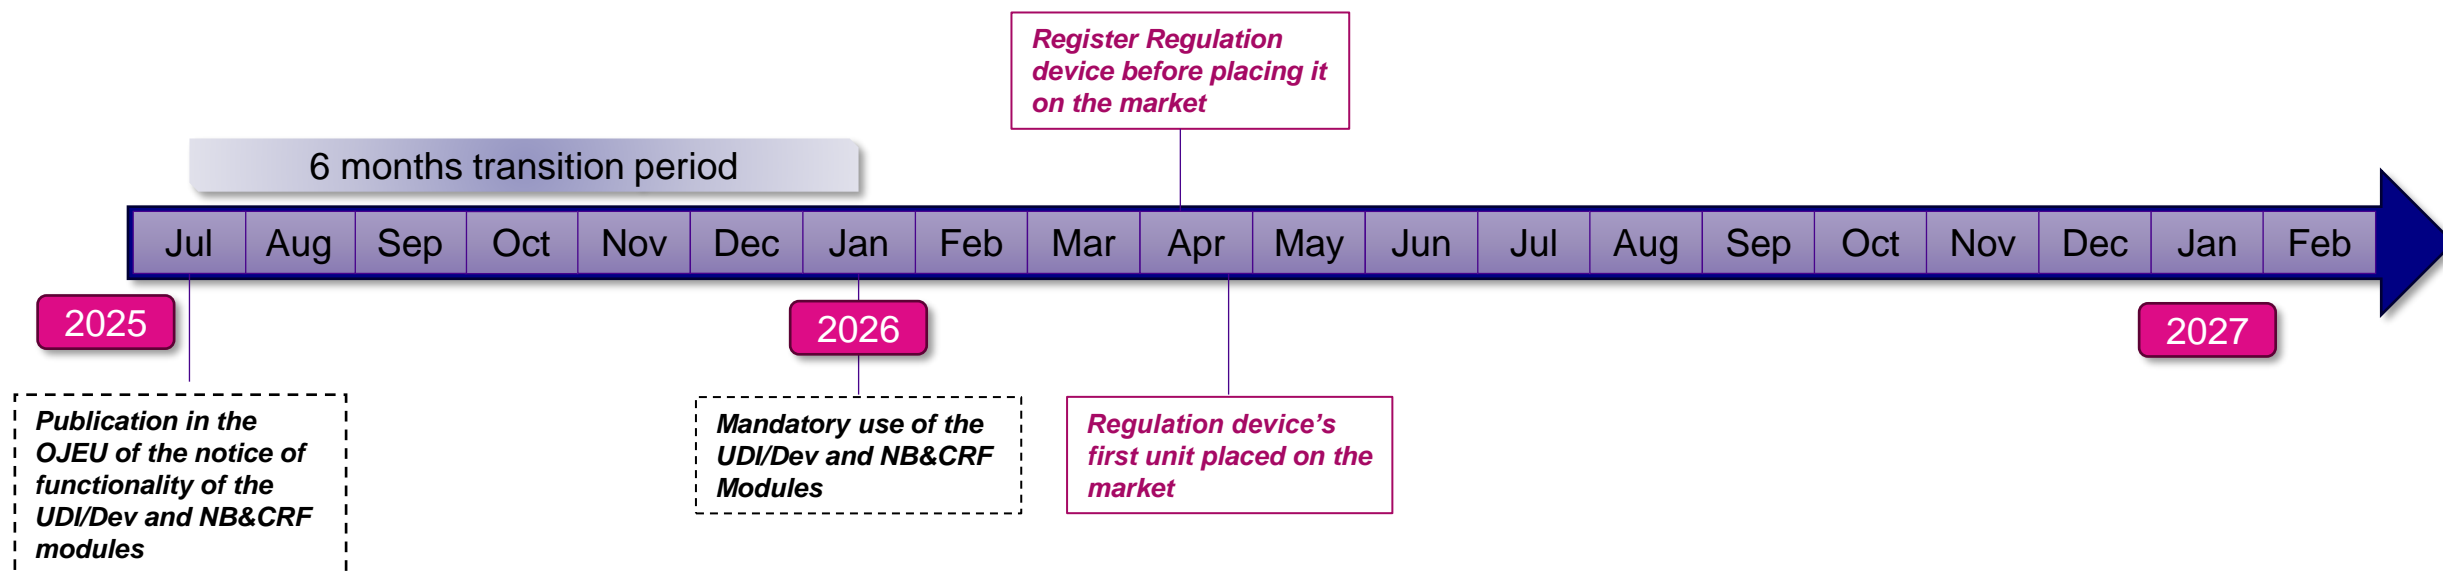 Register Regulation
device before placing it
on the market
6 months transition period
Jul Aug Sep Oct Nov Dec Jan Feb Mar Apr May Jun Jul Aug Sep Oct Nov Dec Jan Feb
2025
2026
2027
Publication in the
OJEU of the notice of
functionality of the
UDI/Dev and NB&CRF
modules
Mandatory use of the
UDI/Dev and NB&CRF
Modules
Regulation device’s
first unit placed on the
market